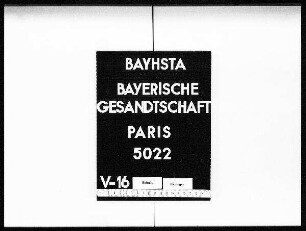 BAYHSTA
BAYERISCHE
GESANDTSCHAFT
PARIS
5022
V-16